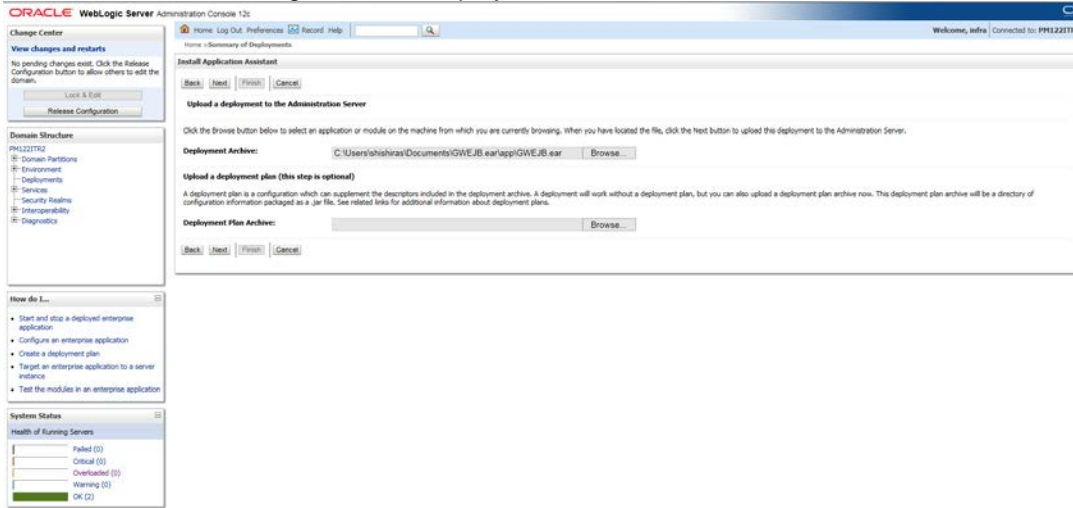 ORACLE WebLogic Server Administration Console 12c
Change Center
View changes and restarts
No pending changes exist. Click the Release
Configuration button to allow others to edit the
domain.
Lock & Edit
Release Configuration
Domain Structure
PM122ITR2
Domain Partitions
Environment
Deployments
Services
Security Realms
Interoperability
Diagnostics
How do I...
Start and stop a deployed enterprise
application
Configure an enterprise application
Create a deployment plan
Target an enterprise application to a server
instance
Test the modules in an enterprise application
System Status
Health of Running Servers
Failed (0)
Critical (0)
Overloaded (0)
Warning (0)
OK (2)
Home Log Out Preferences Record Help
Welcome, infra Connected to: PM122IT
Home >Summary of Deployments
Install Application Assistant
Back Next Finish Cancel
Upload a deployment to the Administration Server
Click the Browse button below to select an application or module on the machine from which you are currently browsing. When you have located the file, click the Next button to upload this deployment to the Administration Server.
Deployment Archive: C:\Users\shishiras\Documents\GWEJB.ear\app\GWEJB.ear Browse...
Upload a deployment plan (this step is optional)
A deployment plan is a configuration which can supplement the descriptors included in the deployment archive. A deployment will work without a deployment plan, but you can also upload a deployment plan archive now. This deployment plan archive will be a directory of
configuration information packaged as a .jar file. See related links for additional information about deployment plans.
Deployment Plan Archive: Browse...
Back Next Finish Cancel